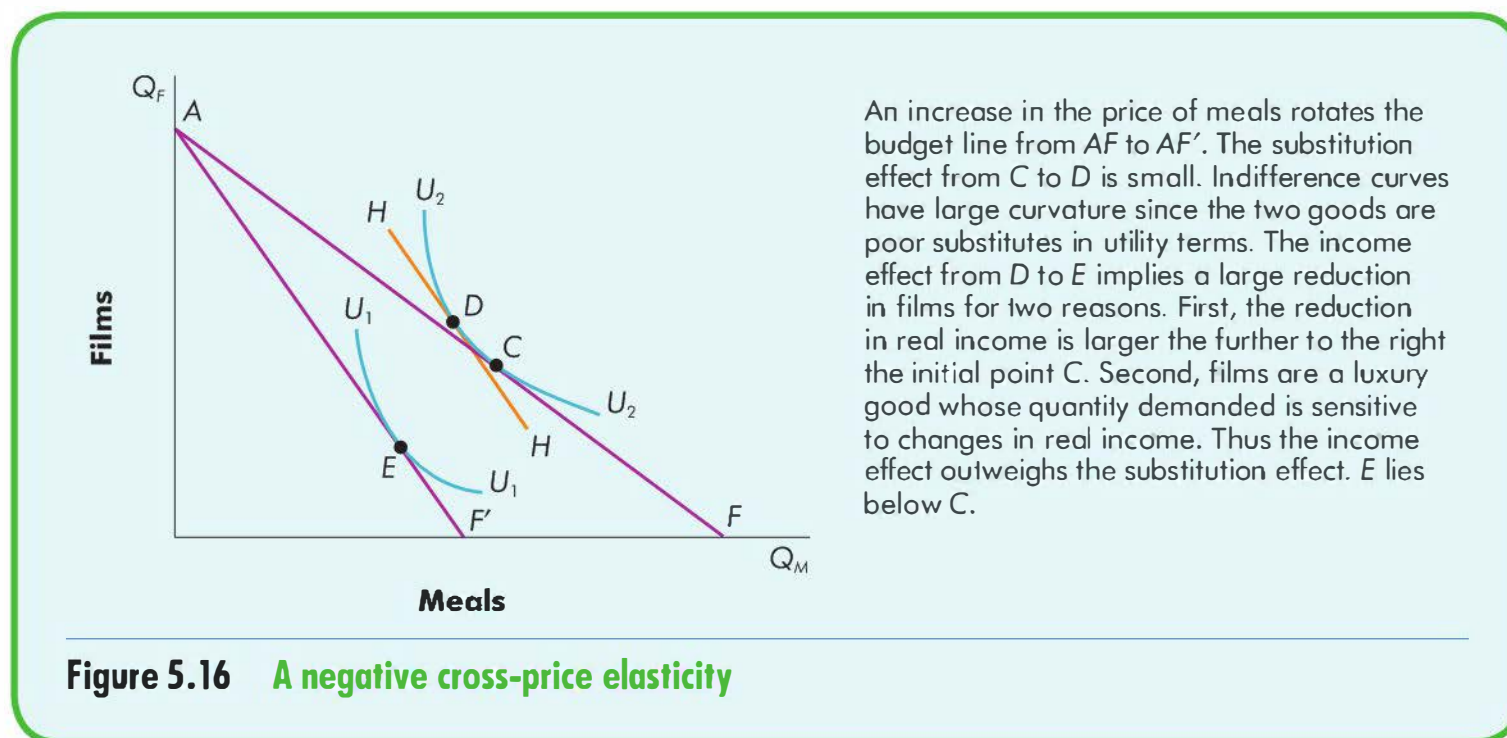 Q_F
A
U_2
H
D
U_1
C
Films
U_2
H
E
U_1
F′
F
Q_M
Meals
An increase in the price of meals rotates the
budget line from AF to AF′. The substitution
effect from C to D is small. Indifference curves
have large curvature since the two goods are
poor substitutes in utility terms. The income
effect from D to E implies a large reduction
in films for two reasons. First, the reduction
in real income is larger the further to the right
the initial point C. Second, films are a luxury
good whose quantity demanded is sensitive
to changes in real income. Thus the income
effect outweighs the substitution effect. E lies
below C.
Figure 5.16 A negative cross-price elasticity